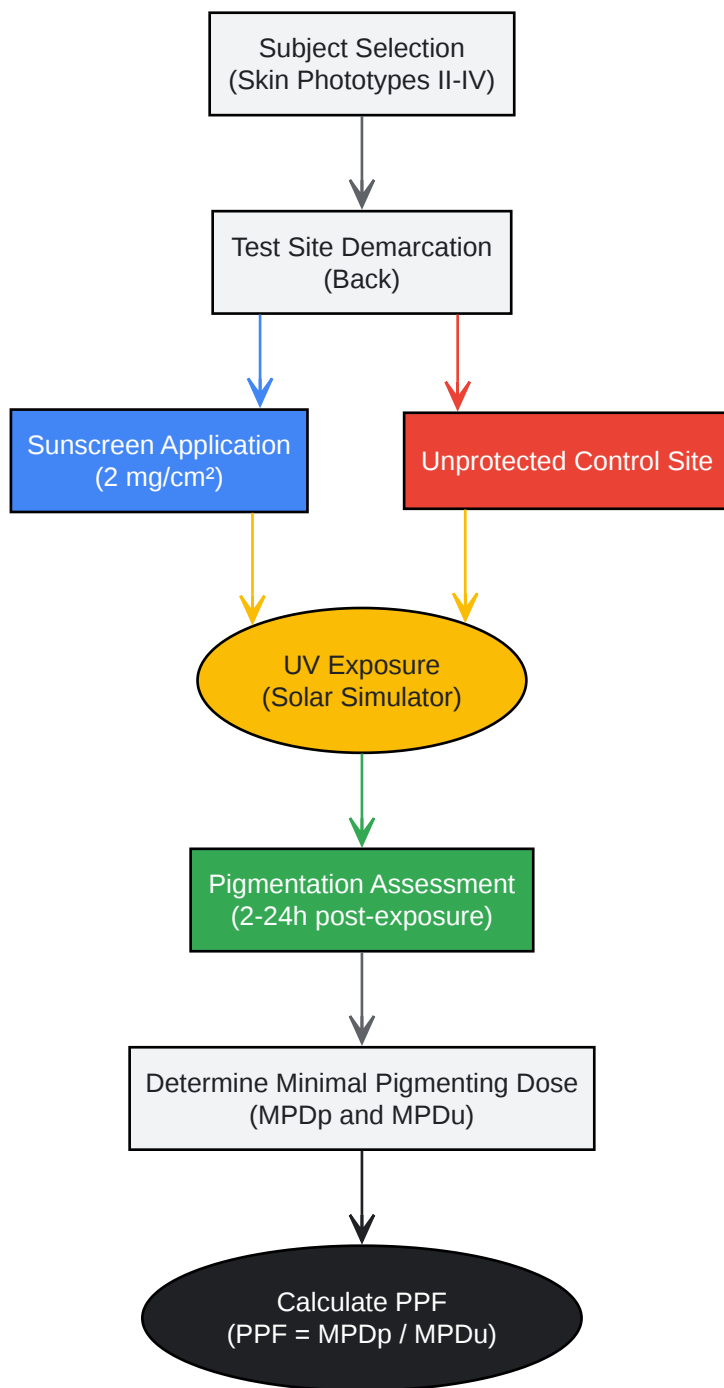 Subject Selection
(Skin Phototypes II-IV)
Test Site Demarcation
(Back)
Sunscreen Application
(2 mg/cm²)
Unprotected Control Site
UV Exposure
(Solar Simulator)
Pigmentation Assessment
(2-24h post-exposure)
Determine Minimal Pigmenting Dose
(MPDp and MPDu)
Calculate PPF
(PPF = MPDp / MPDu)